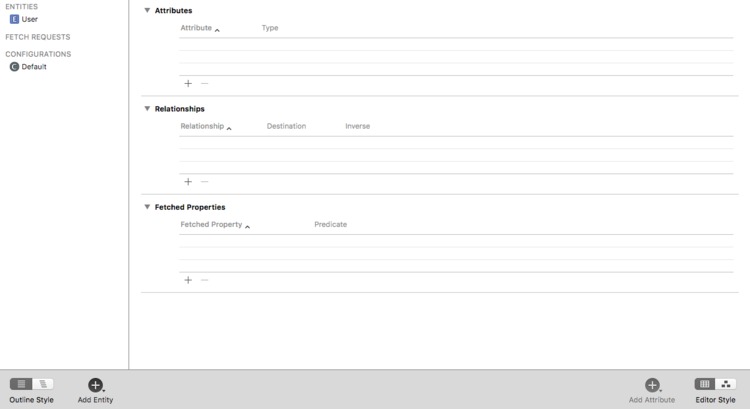 ENTITIES
E User
FETCH REQUESTS
CONFIGURATIONS
C Default
Attributes
Attribute Type
Relationships
Relationship Destination Inverse
Fetched Properties
Fetched Property Predicate
Outline Style Add Entity Add Attribute Editor Style